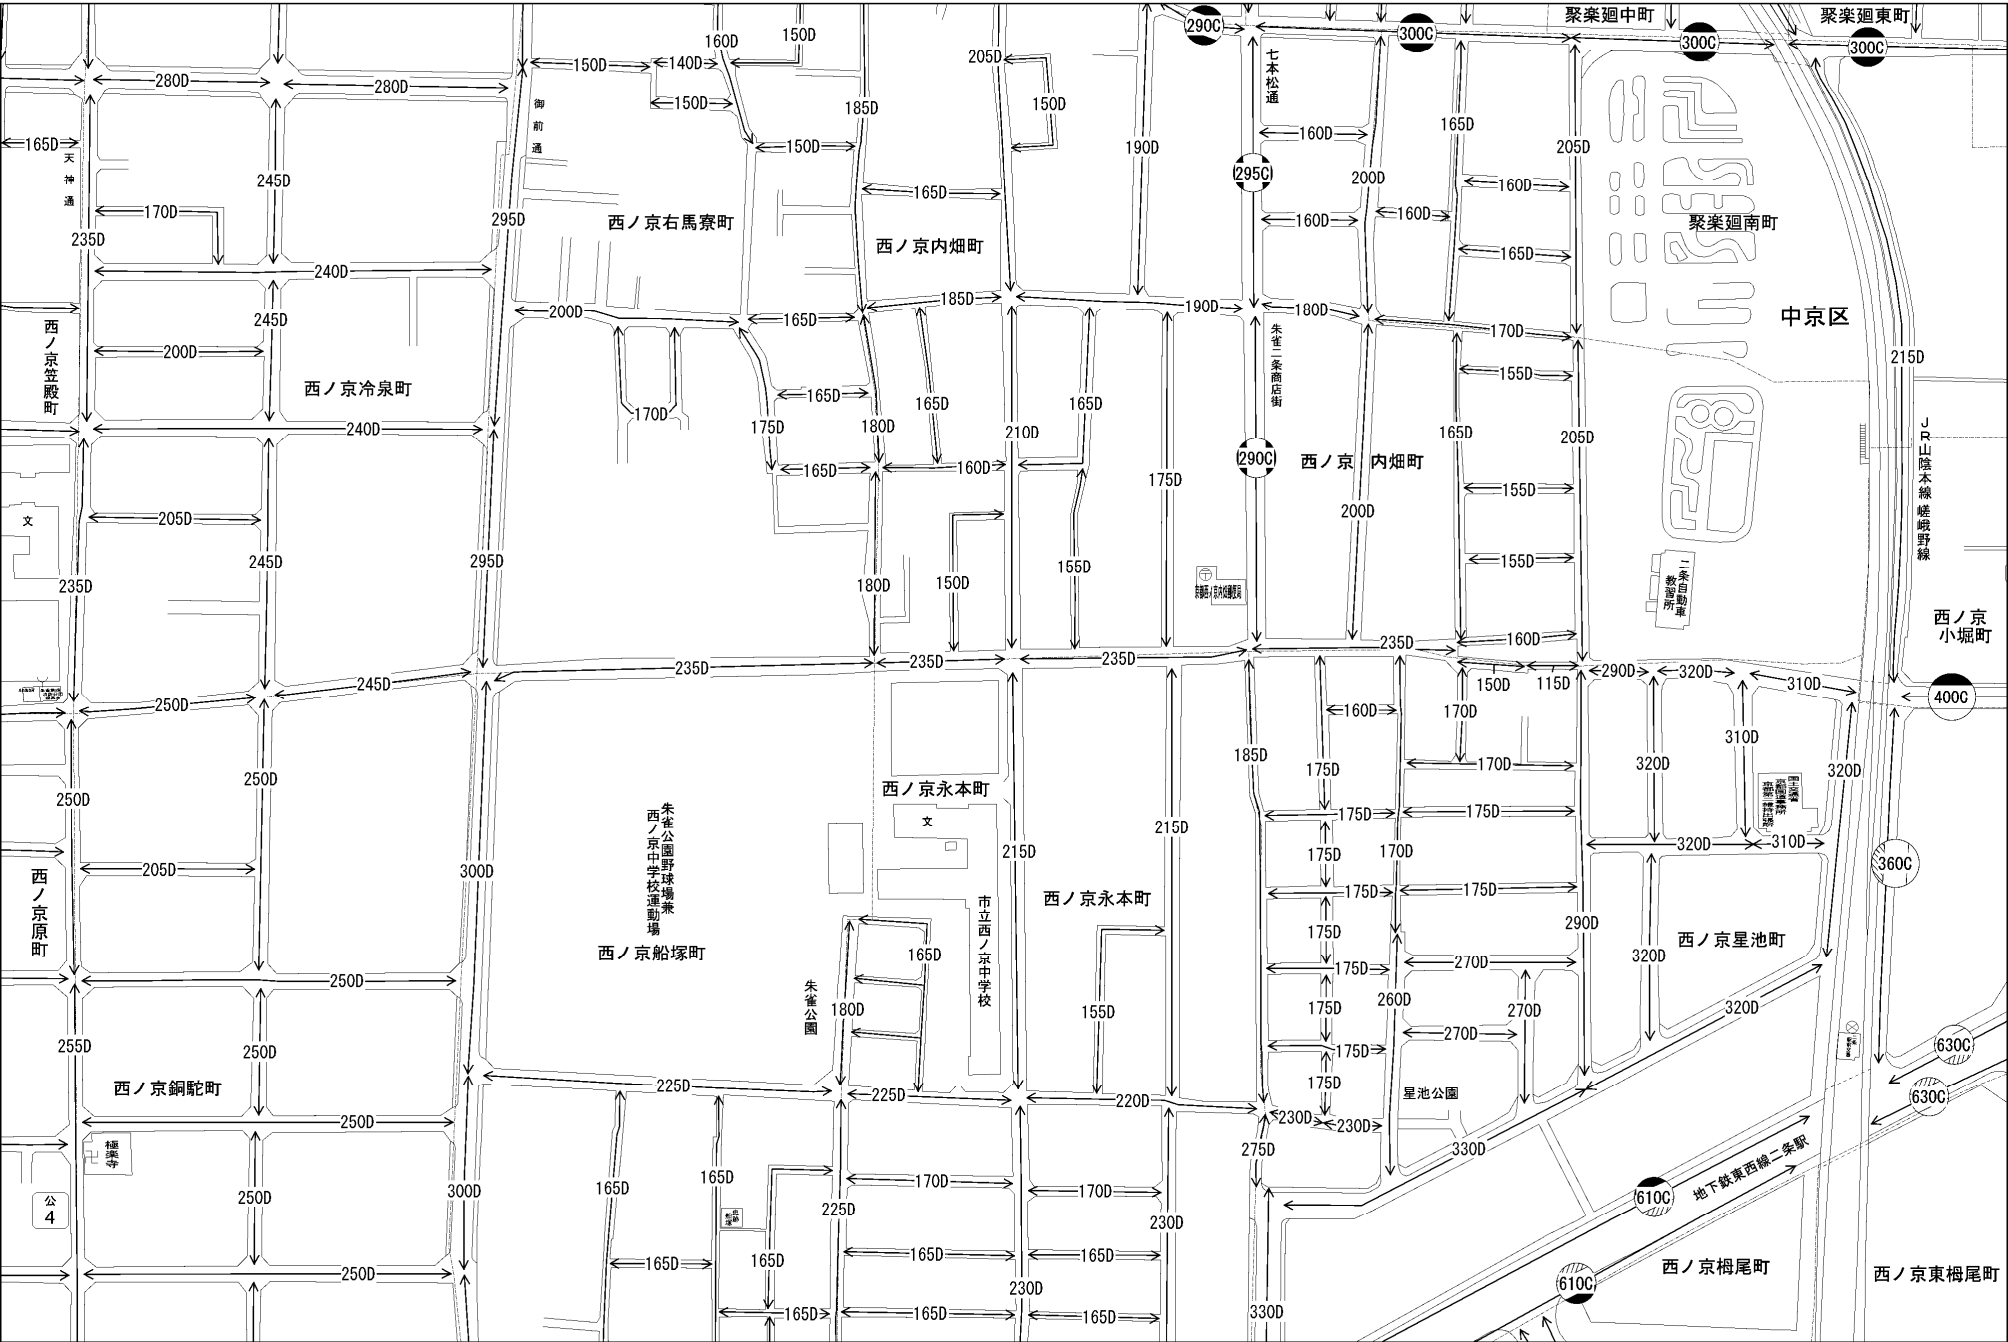 聚楽廻中町
聚楽廻東町
290C
300C
300C
300C
160D
150D
280D
280D
150D
140D
205D
七本松通
150D
185D
150D
御前通
165D
160D
205D
165D
天神通
245D
150D
190D
295C
200D
160D
170D
295D
西ノ京右馬寮町
165D
160D
160D
聚楽廻南町
235D
西ノ京内畑町
165D
240D
185D
190D
180D
中京区
245D
200D
165D
170D
朱雀二条商店街
西ノ京笠殿町
200D
215D
西ノ京冷泉町
165D
155D
170D
165D
165D
240D
175D
180D
210D
165D
205D
JR山陰本線 嵯峨野線
165D
160D
290C
西ノ京内畑町
175D
155D
文
205D
200D
245D
295D
155D
155D
235D
180D
150D
二条自動車教習所
西ノ京小堀町
235D
160D
235D
235D
235D
150D
115D
290D
320D
310D
245D
250D
400C
160D
170D
310D
185D
250D
170D
320D
320D
175D
西ノ京永本町
250D
175D
175D
文
215D
朱雀公園野球場兼
西ノ京中学校運動場
215D
175D
170D
320D
310D
205D
300D
360C
175D
175D
西ノ京原町
市立西ノ京中学校
西ノ京永本町
175D
290D
西ノ京星池町
西ノ京船塚町
165D
320D
250D
175D
270D
朱雀公園
180D
155D
175D
260D
270D
320D
270D
255D
250D
175D
630C
西ノ京銅駝町
225D
225D
220D
175D
星池公園
630C
250D
230D
230D
極楽寺
275D
330D
165D
165D
170D
170D
地下鉄東西線二条駅
公
4
250D
300D
225D
230D
610C
165D
165D
165D
165D
250D
230D
610C
西ノ京栂尾町
西ノ京東栂尾町
165D
165D
165D
330D